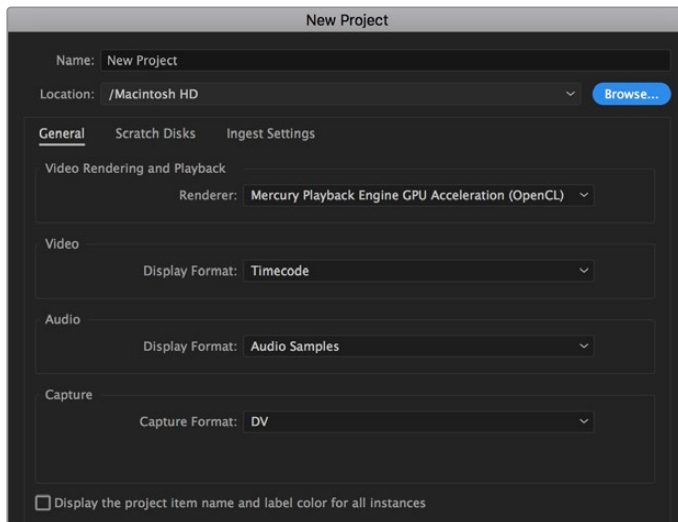 New Project
Name: New Project
Location: /Macintosh HD Browse...
General Scratch Disks Ingest Settings
Video Rendering and Playback
Renderer: Mercury Playback Engine GPU Acceleration (OpenCL)
Video
Display Format: Timecode
Audio
Display Format: Audio Samples
Capture
Capture Format: DV
Display the project item name and label color for all instances